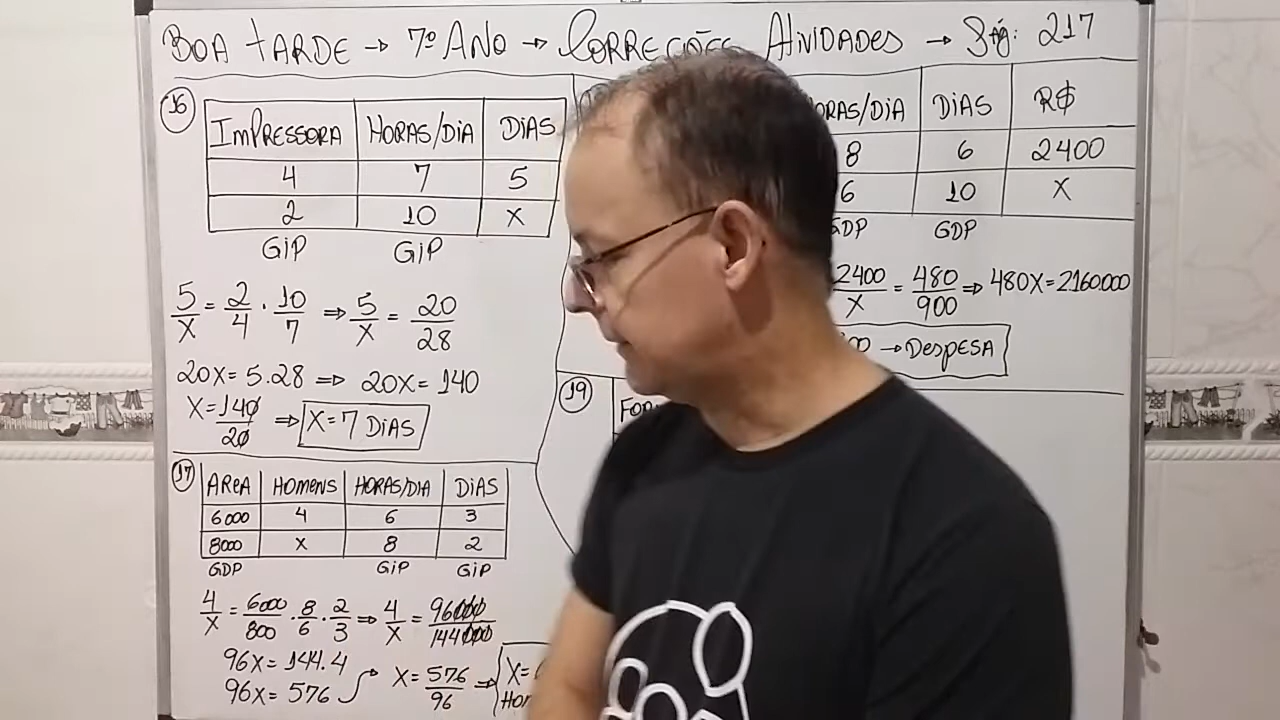 BOA TARDE → 7º ANO → CORREÇÕES ATIVIDADES → Pág: 217
16
IMPRESSORA HORAS/DIA DIAS
4 7 5
2 10 X
GIP GIP
5/X = 2/4 . 10/7 ⇒ 5/X = 20/28
20X = 5.28 ⇒ 20X = 140
X = 140/20 ⇒ X = 7 DIAS
17
AREA HOMENS HORAS/DIA DIAS
6000 4 6 3
8000 X 8 2
GDP GIP GIP
4/X = 6000/800 . 8/6 . 2/3 ⇒ 4/X = 96000/144000
96X = 144.4
96X = 576 → X = 576/96 ⇒ X =
DIAS R$
8 6 2400
6 10 X
GDP GDP
2400/X = 480/900 ⇒ 480X = 2160000
→ DESPESA
19